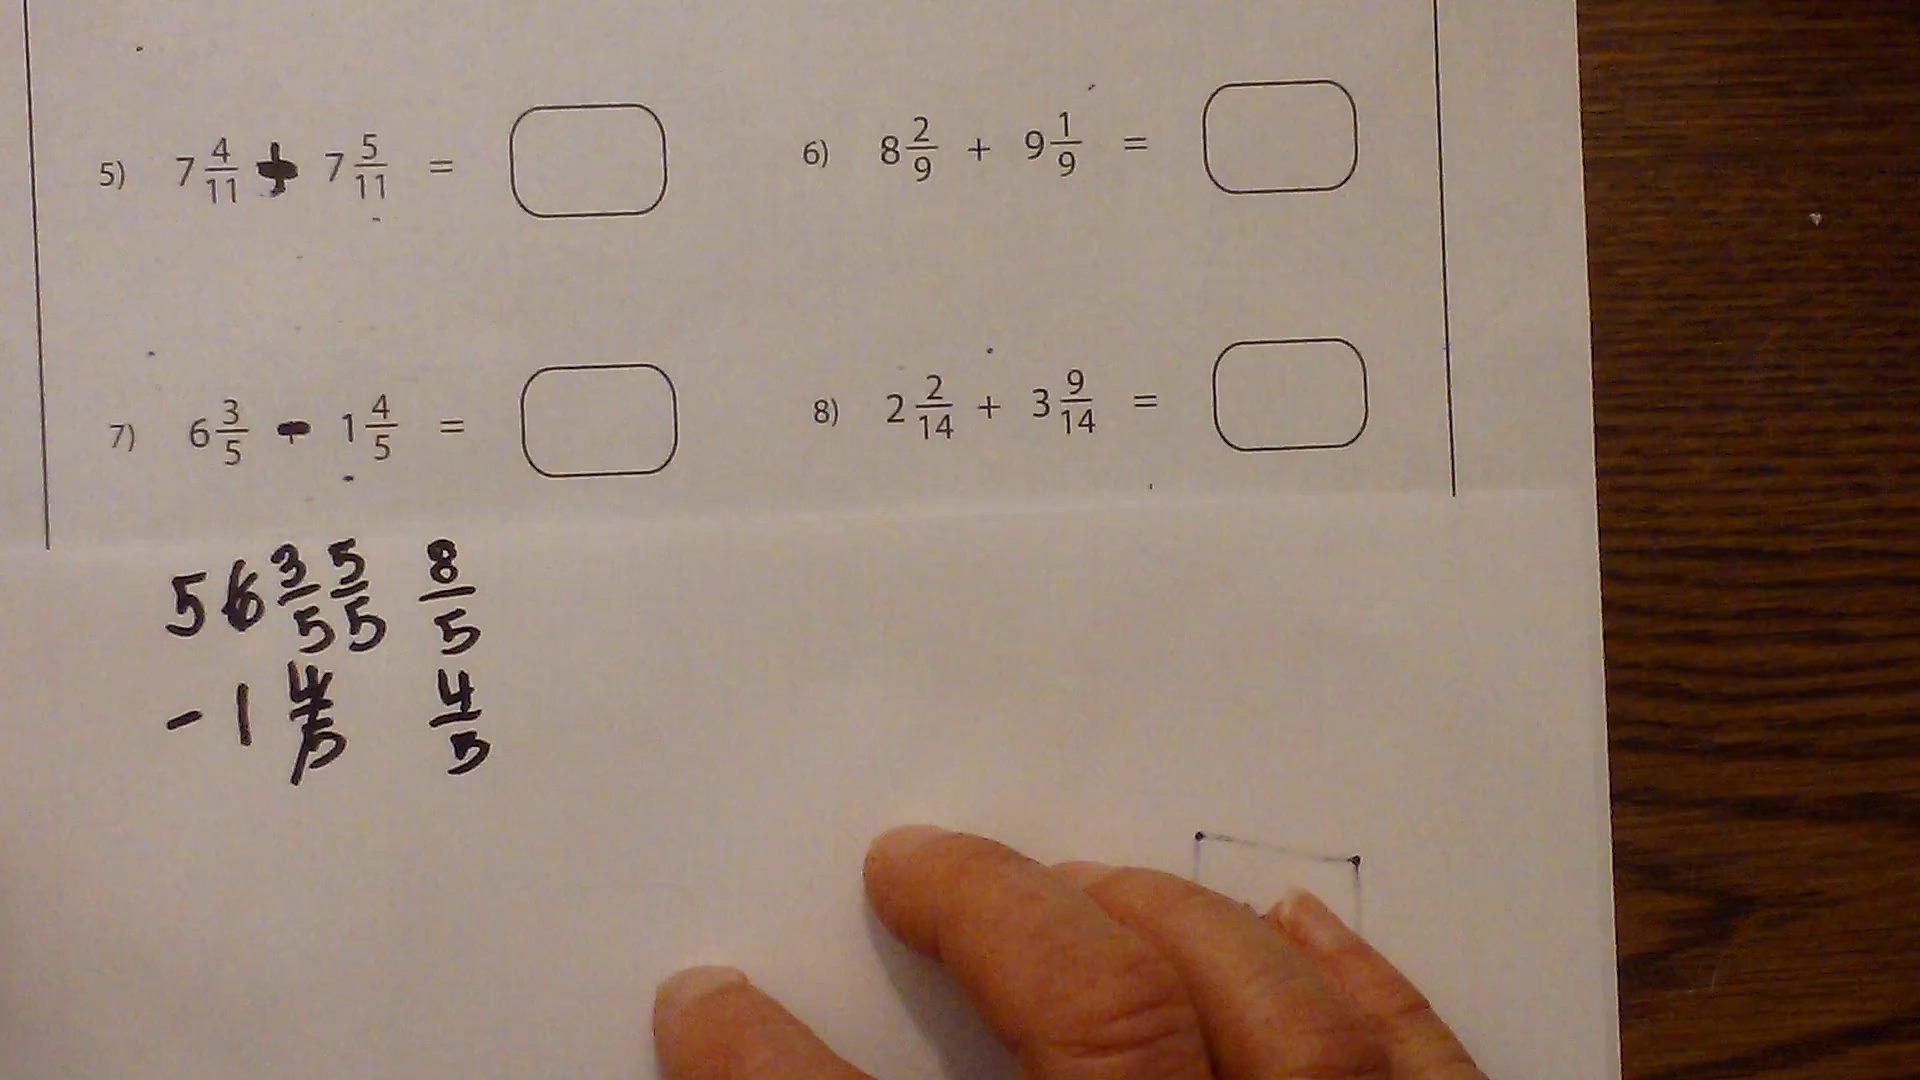 5) 7 4/11 + 7 5/11 =
6) 8 2/9 + 9 1/9 =
7) 6 3/5 - 1 4/5 =
8) 2 2/14 + 3 9/14 =
5 6 3/5 5/5 8/5
- 1 4/5 4/5